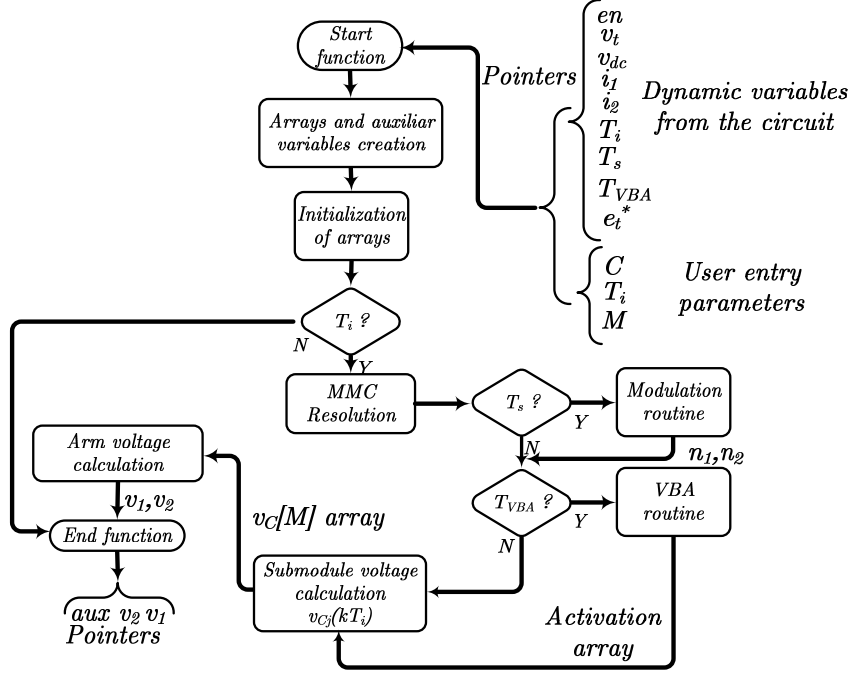 Start
function
Pointers
en
v_t
v_dc
i_1
i_2
T_i
T_s
T_VBA
e_t*
Dynamic variables
from the circuit
C
T_i
M
User entry
parameters
Arrays and auxiliar
variables creation
Initialization
of arrays
T_i ?
N
Y
MMC
Resolution
T_s ?
Y
N
Modulation
routine
n_1,n_2
T_VBA ?
Y
N
VBA
routine
Activation
array
Submodule voltage
calculation
v_Cj(kT_i)
v_C[M] array
Arm voltage
calculation
v_1,v_2
End function
aux v_2 v_1
Pointers